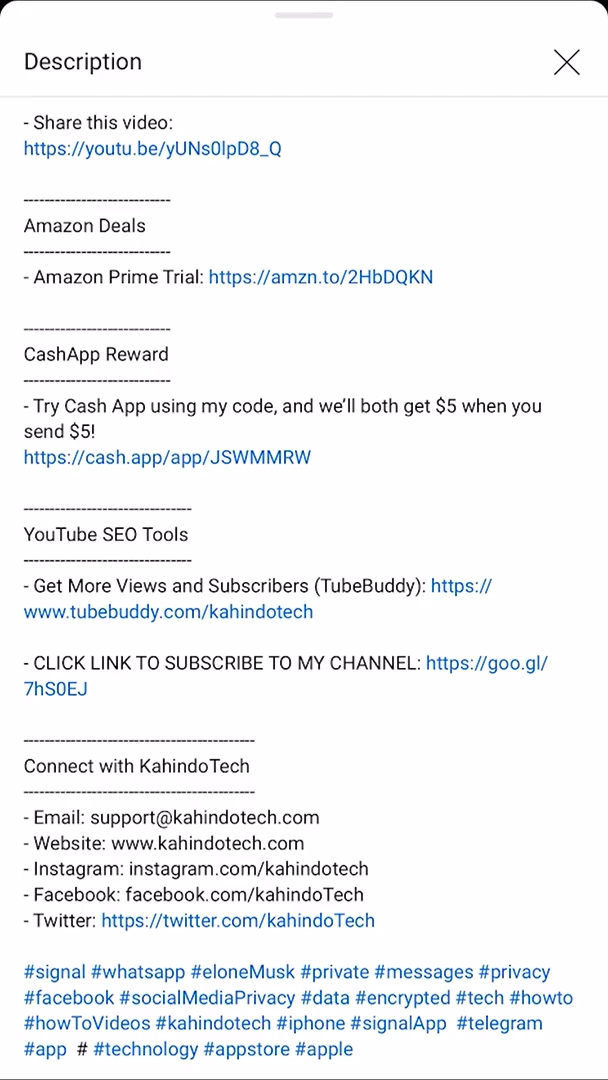 Description
- Share this video:
https://youtu.be/yUNs0lpD8_Q
----------------------------
Amazon Deals
----------------------------
- Amazon Prime Trial: https://amzn.to/2HbDQKN
----------------------------
CashApp Reward
----------------------------
- Try Cash App using my code, and we’ll both get $5 when you
send $5!
https://cash.app/app/JSWMMRW
--------------------------------
YouTube SEO Tools
--------------------------------
- Get More Views and Subscribers (TubeBuddy): https://
www.tubebuddy.com/kahindotech
- CLICK LINK TO SUBSCRIBE TO MY CHANNEL: https://goo.gl/
7hS0EJ
--------------------------------------------
Connect with KahindoTech
--------------------------------------------
- Email: support@kahindotech.com
- Website: www.kahindotech.com
- Instagram: instagram.com/kahindotech
- Facebook: facebook.com/kahindoTech
- Twitter: https://twitter.com/kahindoTech
#signal #whatsapp #eloneMusk #private #messages #privacy
#facebook #socialMediaPrivacy #data #encrypted #tech #howto
#howToVideos #kahindotech #iphone #signalApp  #telegram
#app  # #technology #appstore #apple